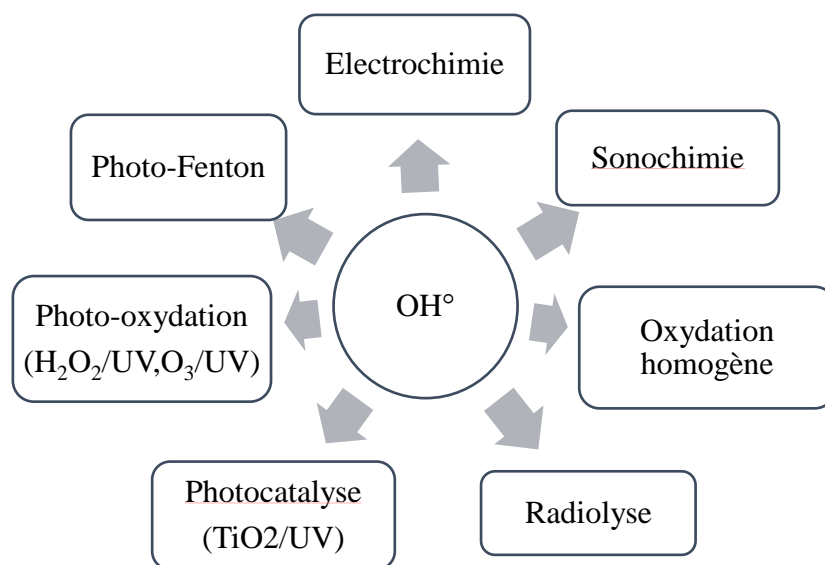 Electrochimie
Photo-Fenton
Sonochimie
OH°
Photo-oxydation
(H₂O₂/UV,O₃/UV)
Oxydation
homogène
Photocatalyse
(TiO2/UV)
Radiolyse